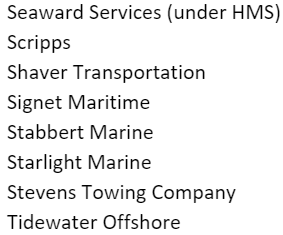 Seaward Services (under HMS)
Scripps
Shaver Transportation
Signet Maritime
Stabbert Marine
Starlight Marine
Stevens Towing Company
Tidewater Offshore